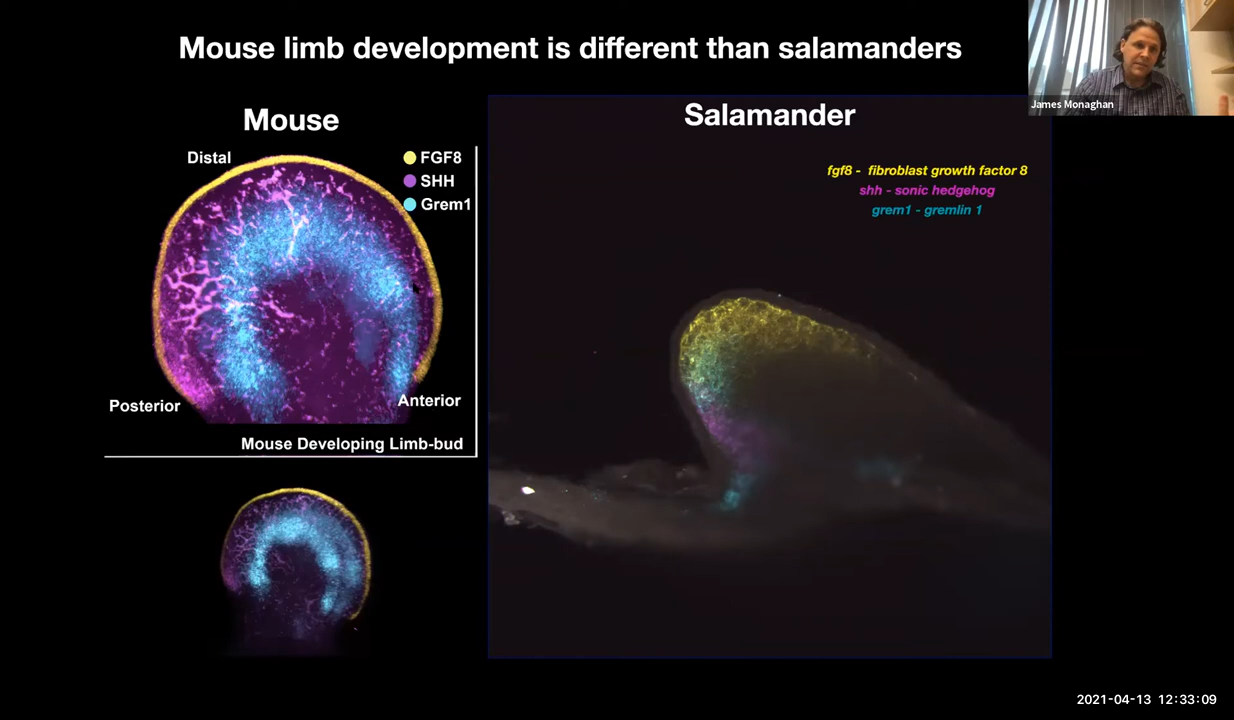 Mouse limb development is different than salamanders
James Monaghan
Mouse
Distal
FGF8
SHH
Grem1
Posterior
Anterior
Mouse Developing Limb-bud
Salamander
fgf8 - fibroblast growth factor 8
shh - sonic hedgehog
grem1 - gremlin 1
2021-04-13 12:33:09